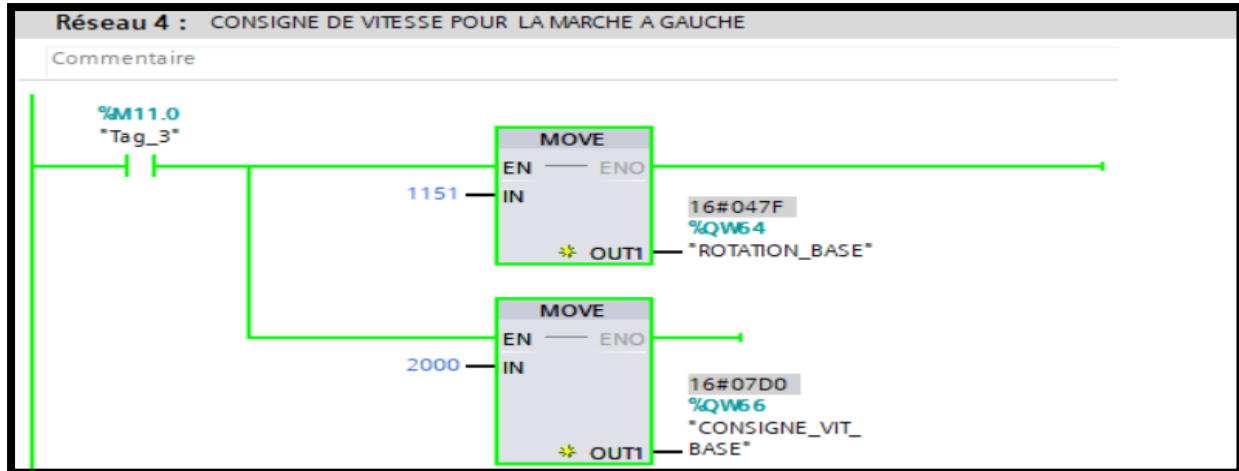 Réseau 4 : CONSIGNE DE VITESSE POUR LA MARCHE A GAUCHE
Commentaire
%M11.0
"Tag_3"
MOVE
EN ENO
1151 IN
16#047F
%QW64
OUT1 "ROTATION_BASE"
MOVE
EN ENO
2000 IN
16#07D0
%QW66
"CONSIGNE_VIT_
OUT1 BASE"